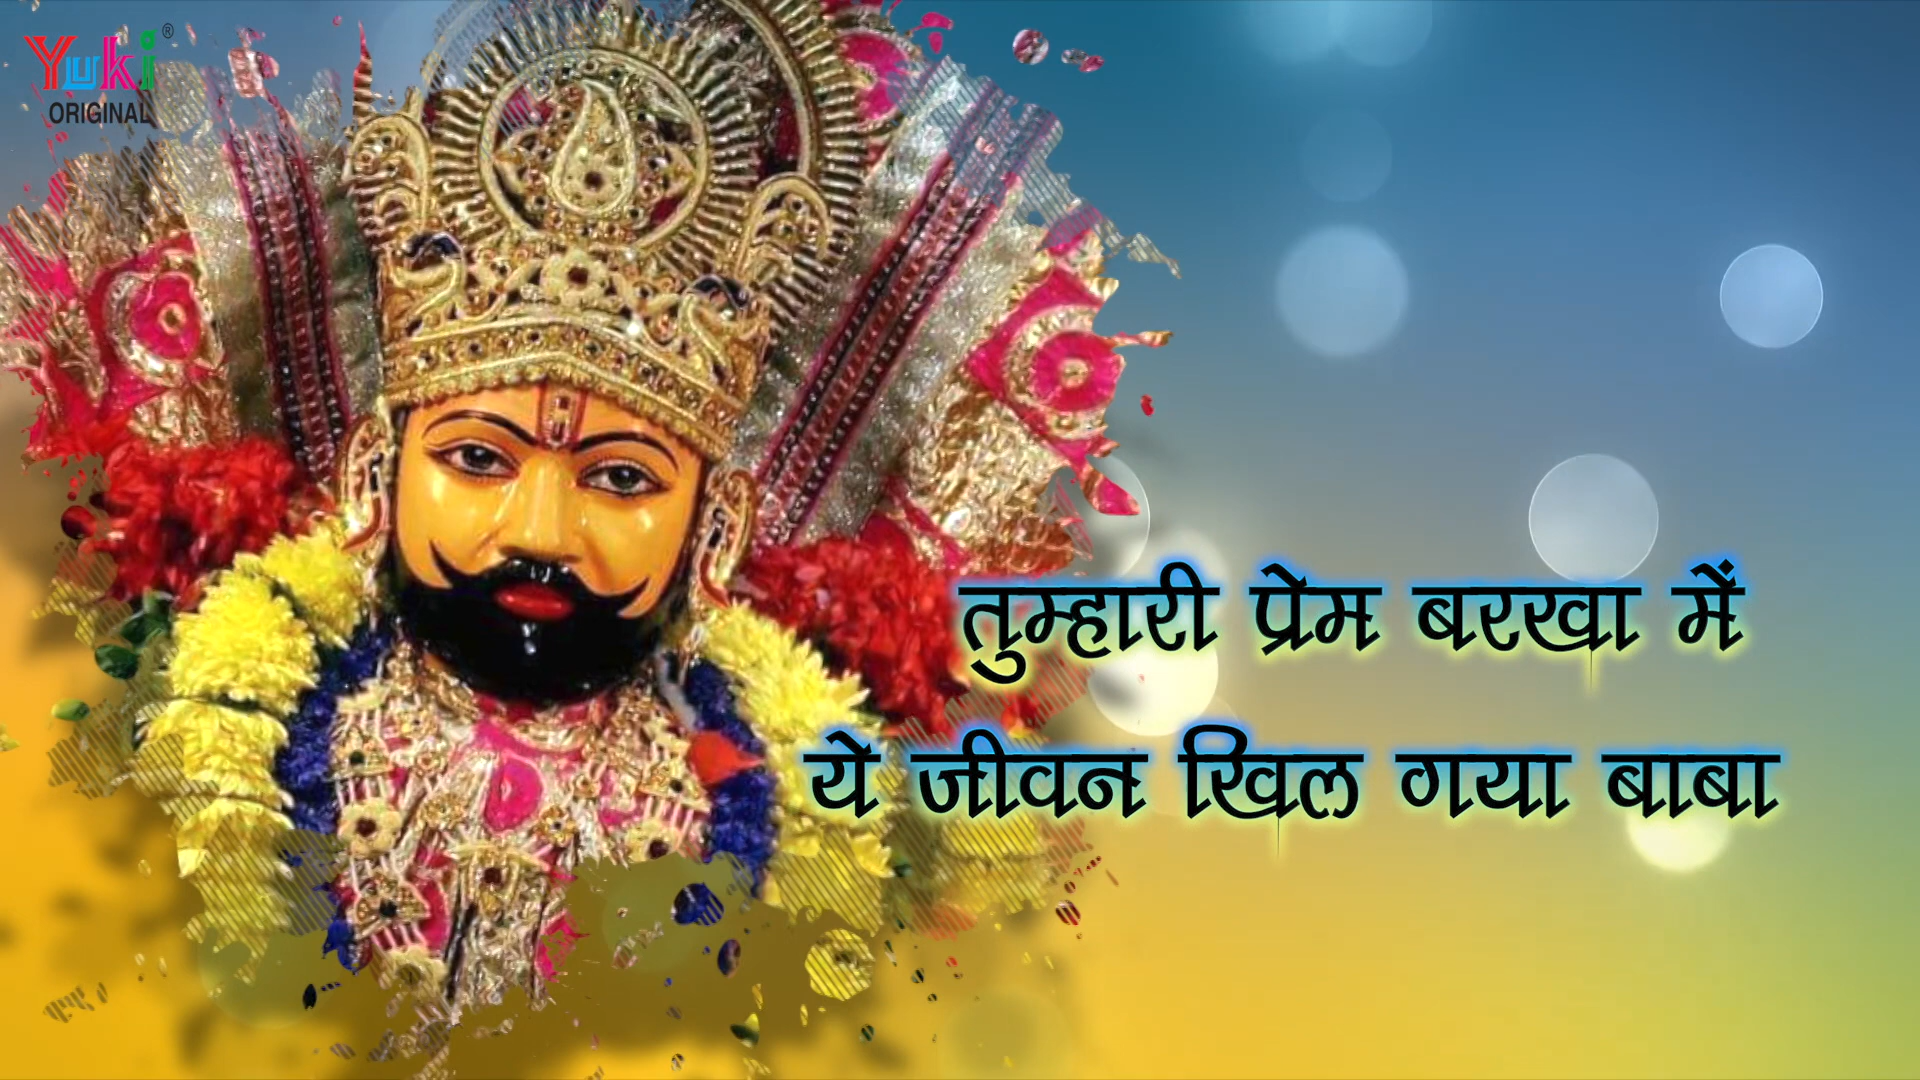 Yuki®
ORIGINAL
तुम्हारी प्रेम बरखा में
ये जीवन खिल गया बाबा